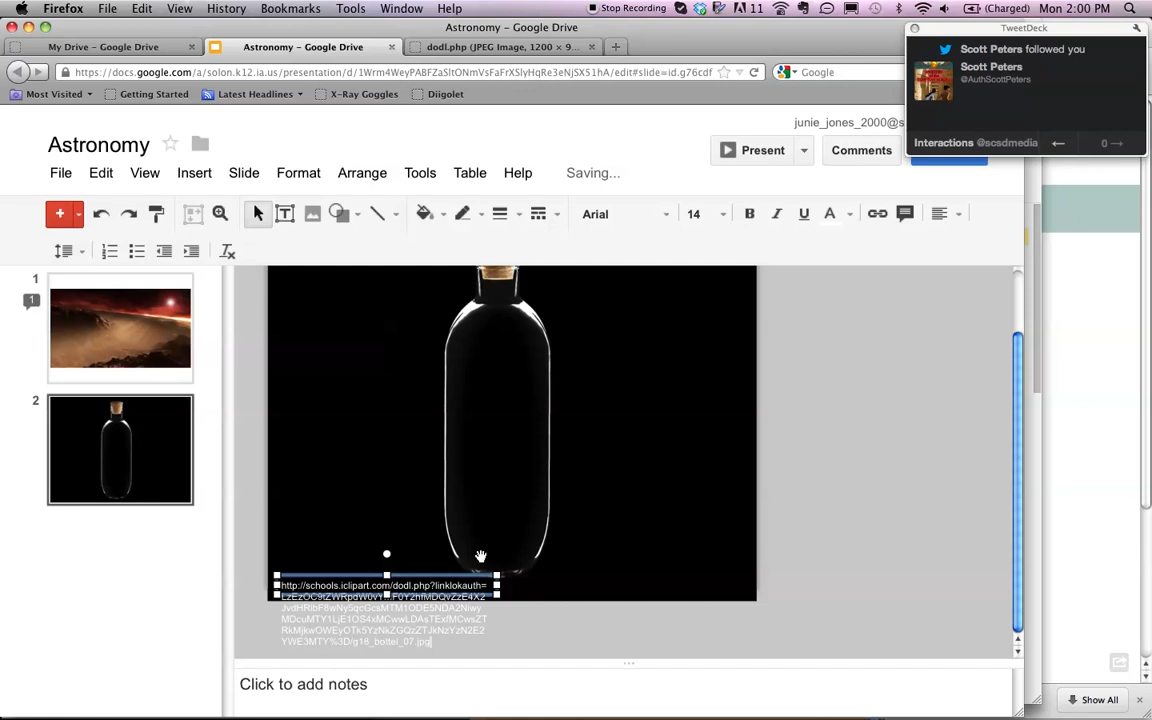 Firefox File Edit View History Bookmarks Tools Window Help Stop Recording 11 (Charged) Mon 2:00 PM
Astronomy – Google Drive
TweetDeck
My Drive – Google Drive Astronomy – Google Drive dodl.php (JPEG Image, 1200 × 9...
Scott Peters followed you
Scott Peters
@AuthScottPeters
Interactions @scsdmedia 0
Google
Most Visited Getting Started Latest Headlines X-Ray Goggles Diigolet
junie_jones_2000@s
Astronomy
Present Comments
File Edit View Insert Slide Format Arrange Tools Table Help Saving...
Arial 14 B I U A
1
2
http://schools.iclipart.com/dodl.php?linklokauth=
/g16_bottel_07.jpg
Click to add notes
Show All